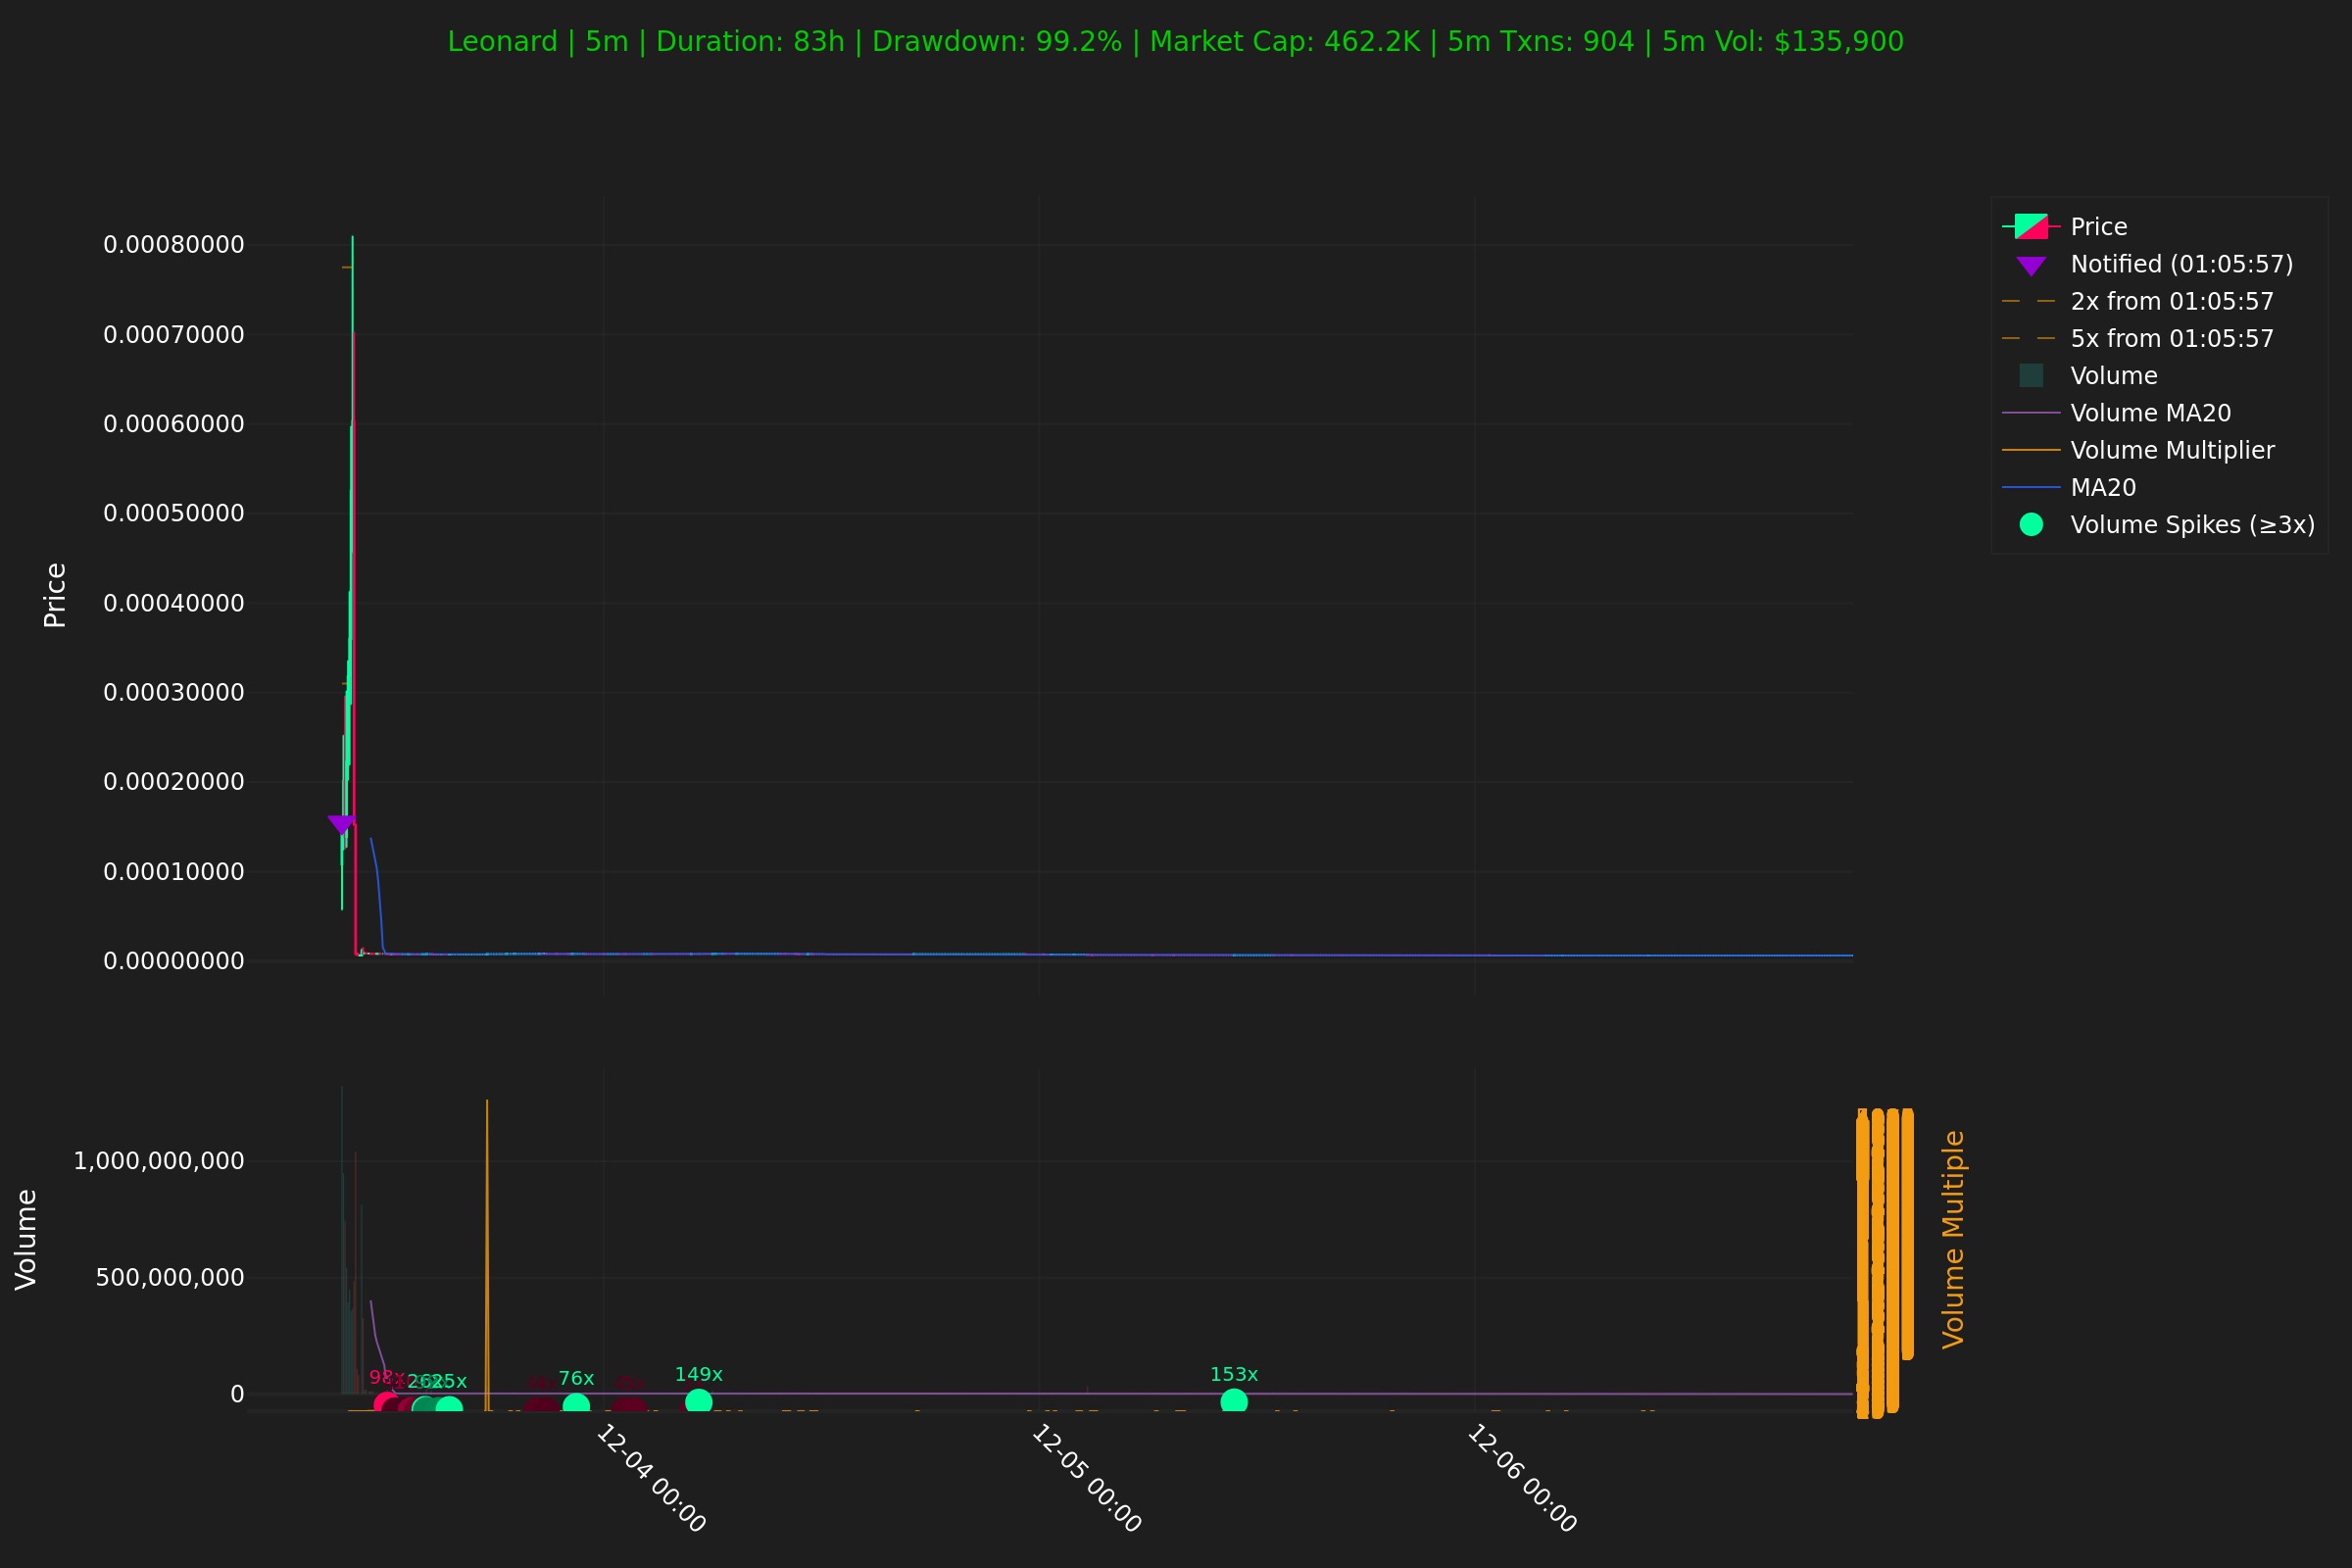 Leonard | 5m | Duration: 83h | Drawdown: 99.2% | Market Cap: 462.2K | 5m Txns: 904 | 5m Vol: $135,900
Price
0.00080000
0.00070000
0.00060000
0.00050000
0.00040000
0.00030000
0.00020000
0.00010000
0.00000000
Price
Notified (01:05:57)
2x from 01:05:57
5x from 01:05:57
Volume
Volume MA20
Volume Multiplier
MA20
Volume Spikes (≥3x)
Volume
1,000,000,000
500,000,000
0
98x
25x
76x
149x
153x
Volume Multiple
12-04 00:00
12-05 00:00
12-06 00:00